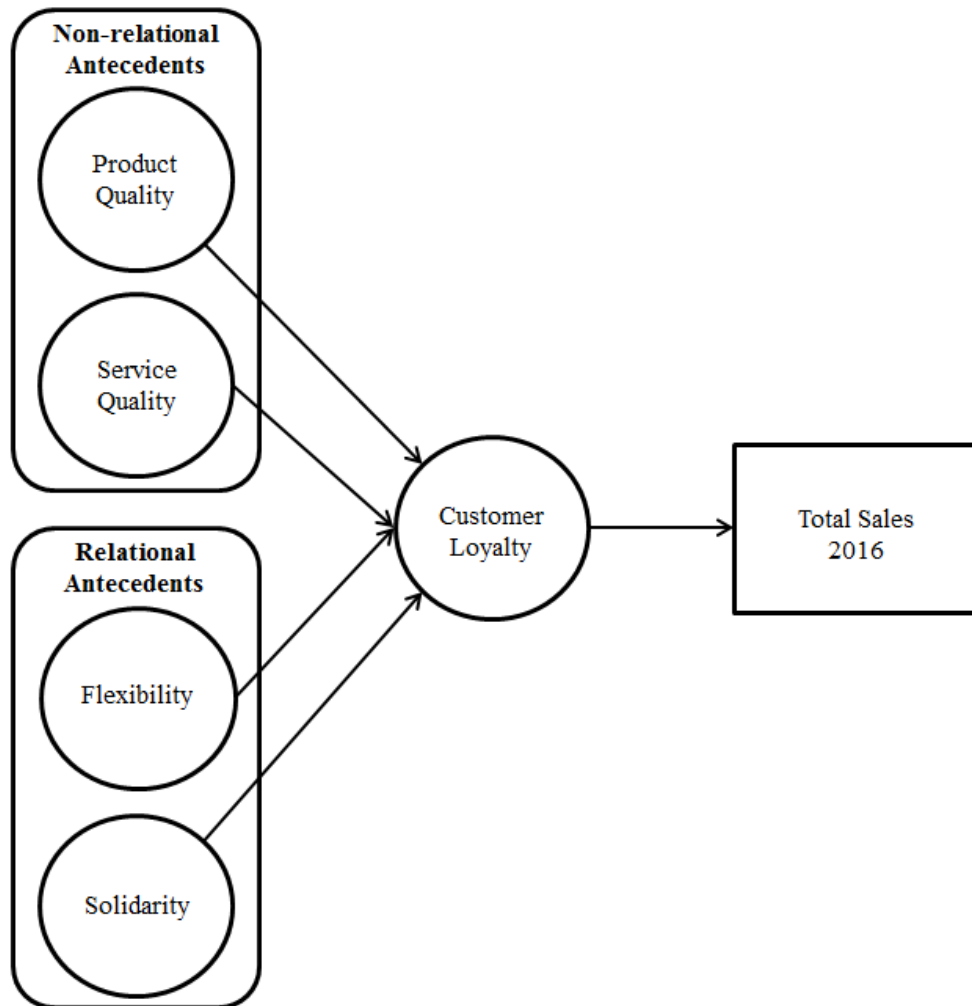 Non-relational
Antecedents
Product
Quality
Service
Quality
Customer
Loyalty
Total Sales
2016
Relational
Antecedents
Flexibility
Solidarity